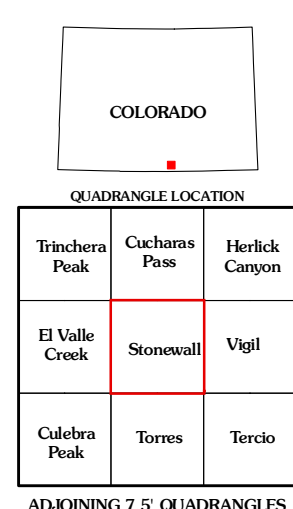 COLORADO
QUADRANGLE LOCATION
Trinchera Peak
Cucharas Pass
Herlick Canyon
El Valle Creek
Stonewall
Vigil
Culebra Peak
Torres
Tercio
ADJOINING 7.5' QUADRANGLES